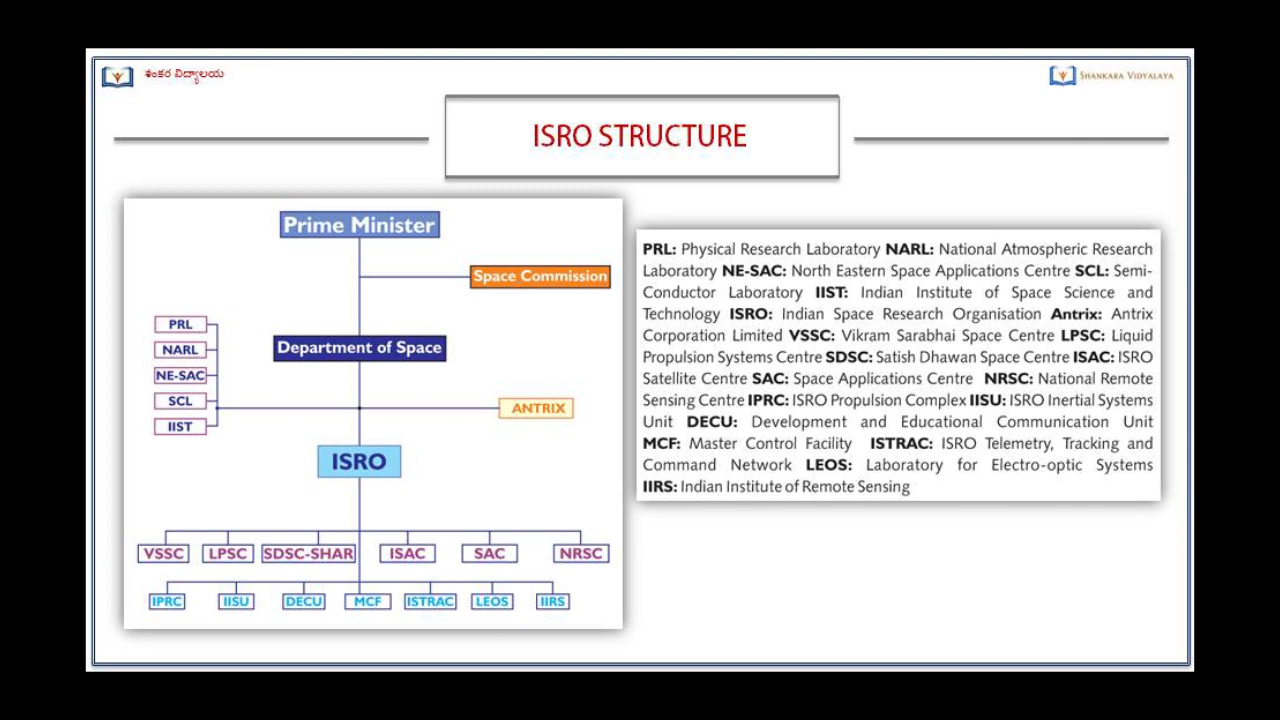 శంకర విద్యాలయ
SHANKARA VIDYALAYA
ISRO STRUCTURE
Prime Minister
Space Commission
PRL
Department of Space
NARL
NE-SAC
SCL
ANTRIX
IIST
ISRO
VSSC LPSC SDSC-SHAR ISAC SAC NRSC
IPRC IISU DECU MCF ISTRAC LEOS IIRS
PRL: Physical Research Laboratory NARL: National Atmospheric Research
Laboratory NE-SAC: North Eastern Space Applications Centre SCL: Semi-
Conductor Laboratory IIST: Indian Institute of Space Science and
Technology ISRO: Indian Space Research Organisation Antrix: Antrix
Corporation Limited VSSC: Vikram Sarabhai Space Centre LPSC: Liquid
Propulsion Systems Centre SDSC: Satish Dhawan Space Centre ISAC: ISRO
Satellite Centre SAC: Space Applications Centre NRSC: National Remote
Sensing Centre IPRC: ISRO Propulsion Complex IISU: ISRO Inertial Systems
Unit DECU: Development and Educational Communication Unit
MCF: Master Control Facility ISTRAC: ISRO Telemetry, Tracking and
Command Network LEOS: Laboratory for Electro-optic Systems
IIRS: Indian Institute of Remote Sensing